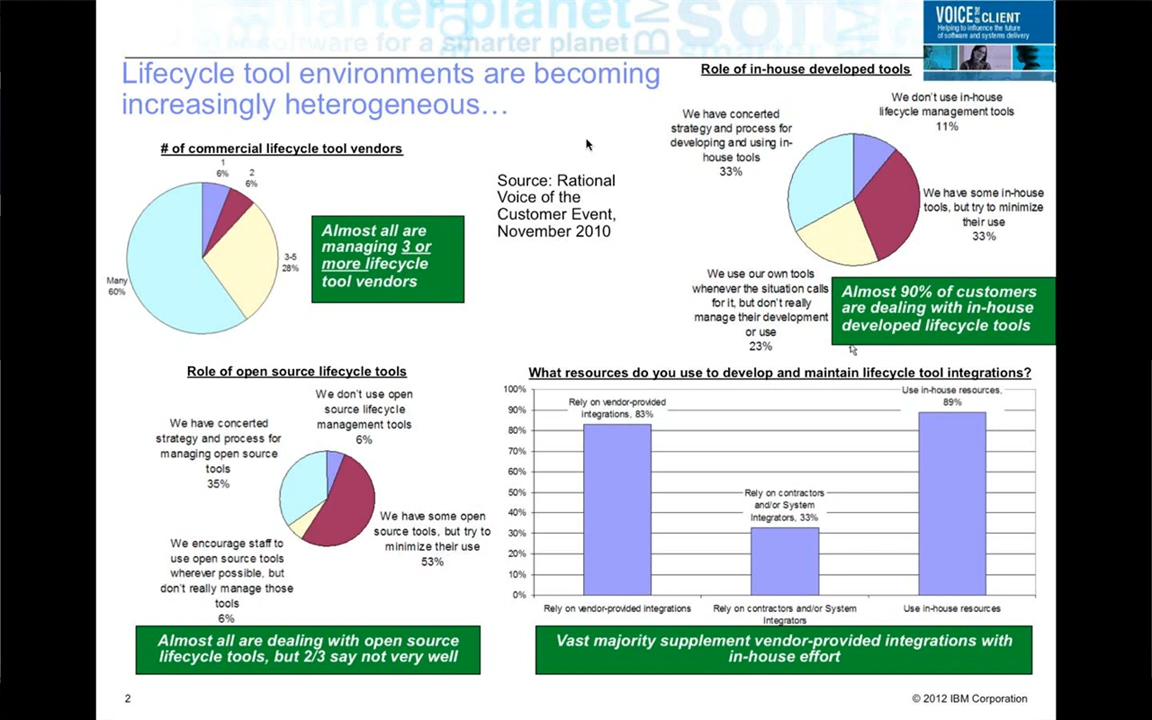 smarter planet
software for a smarter planet
IBM
VOICE OF THE CLIENT
Helping to influence the future
of software and systems delivery
Lifecycle tool environments are becoming
increasingly heterogeneous…
# of commercial lifecycle tool vendors
1
6%
2
6%
3-5
28%
Many
60%
Almost all are
managing 3 or
more lifecycle
tool vendors
Source: Rational
Voice of the
Customer Event,
November 2010
Role of in-house developed tools
We don't use in-house
lifecycle management tools
11%
We have concerted
strategy and process for
developing and using in-
house tools
33%
We have some in-house
tools, but try to minimize
their use
33%
We use our own tools
whenever the situation calls
for it, but don't really
manage their development
or use
23%
Almost 90% of customers
are dealing with in-house
developed lifecycle tools
Role of open source lifecycle tools
We don't use open
source lifecycle
management tools
6%
We have concerted
strategy and process for
managing open source
tools
35%
We have some open
source tools, but try to
minimize their use
53%
We encourage staff to
use open source tools
wherever possible, but
don't really manage those
tools
6%
Almost all are dealing with open source
lifecycle tools, but 2/3 say not very well
What resources do you use to develop and maintain lifecycle tool integrations?
100%
90%
80%
70%
60%
50%
40%
30%
20%
10%
0%
Rely on vendor-provided
integrations, 83%
Rely on contractors
and/or System
Integrators, 33%
Use in-house resources,
89%
Rely on vendor-provided integrations
Rely on contractors and/or System
Integrators
Use in-house resources
Vast majority supplement vendor-provided integrations with
in-house effort
2
© 2012 IBM Corporation